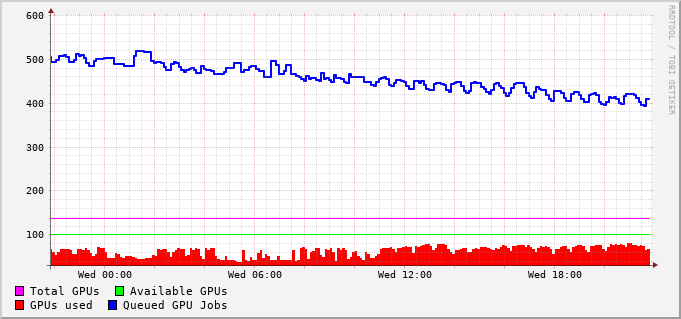 600
500
400
300
200
100
Wed 00:00 Wed 06:00 Wed 12:00 Wed 18:00
Total GPUs Available GPUs
GPUs used Queued GPU Jobs
RRDTOOL / TOBI OETIKER